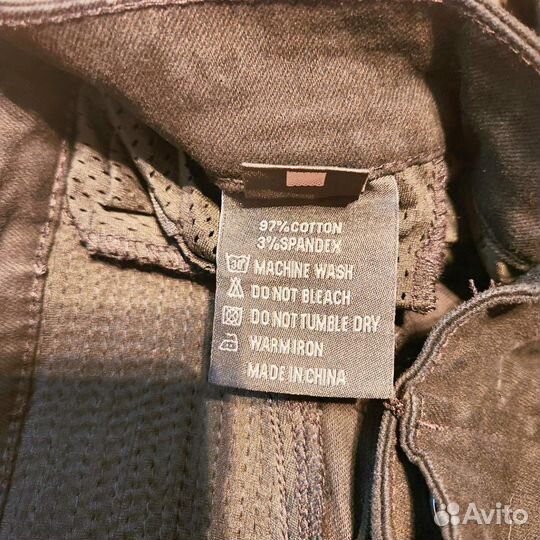 97%COTTON
3%SPANDEX
30
MACHINE WASH
DO NOT BLEACH
DO NOT TUMBLE DRY
WARM IRON
MADE IN CHINA
Avito